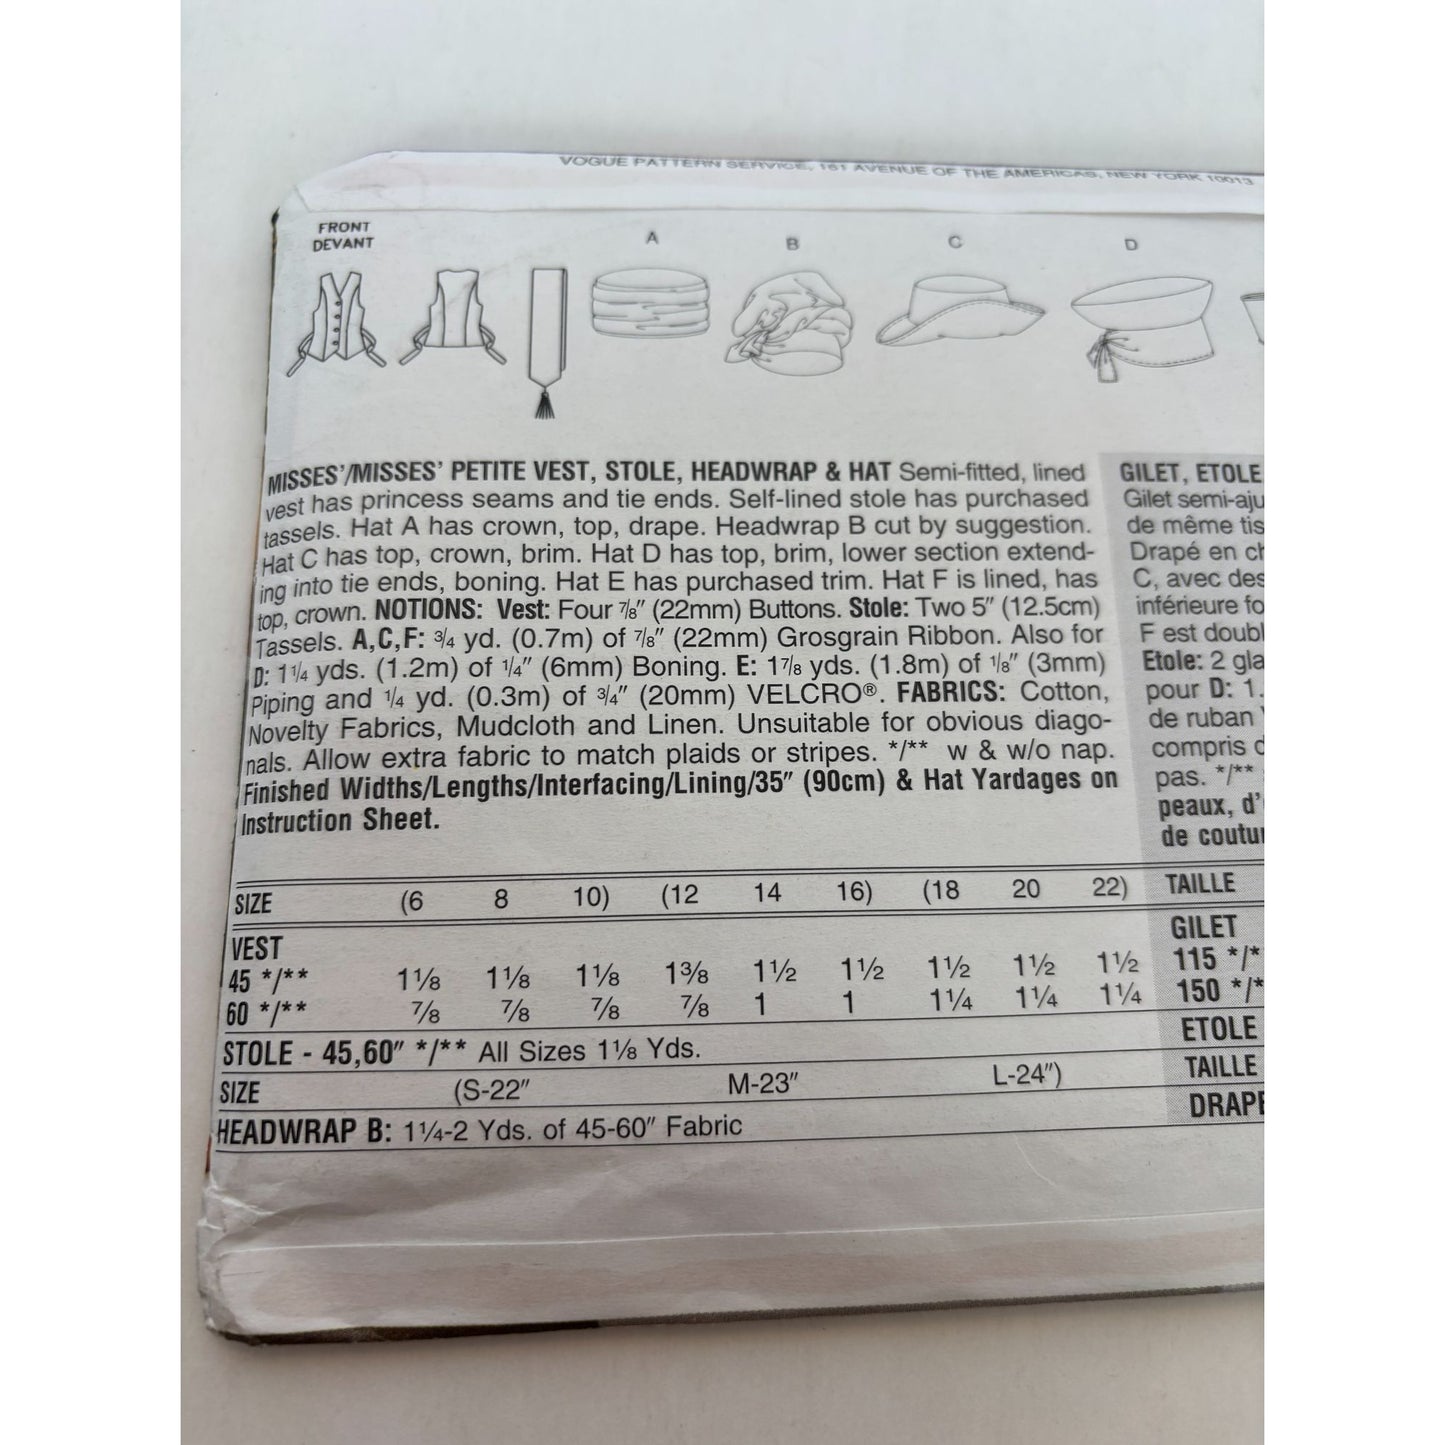 VOGUE PATTERN SERVICE, 161 AVENUE OF THE AMERICAS, NEW YORK 10013
FRONT
DEVANT
A B C D
MISSES'/MISSES' PETITE VEST, STOLE, HEADWRAP & HAT Semi-fitted, lined
vest has princess seams and tie ends. Self-lined stole has purchased
tassels. Hat A has crown, top, drape. Headwrap B cut by suggestion.
Hat C has top, crown, brim. Hat D has top, brim, lower section extend-
ing into tie ends, boning. Hat E has purchased trim. Hat F is lined, has
top, crown. NOTIONS: Vest: Four 7/8" (22mm) Buttons. Stole: Two 5" (12.5cm)
Tassels. A,C,F: 3/4 yd. (0.7m) of 7/8" (22mm) Grosgrain Ribbon. Also for
D: 1 1/4 yds. (1.2m) of 1/4" (6mm) Boning. E: 1 7/8 yds. (1.8m) of 1/8" (3mm)
Piping and 1/4 yd. (0.3m) of 3/4" (20mm) VELCRO®. FABRICS: Cotton,
Novelty Fabrics, Mudcloth and Linen. Unsuitable for obvious diago-
nals. Allow extra fabric to match plaids or stripes. */** w & w/o nap.
Finished Widths/Lengths/Interfacing/Lining/35" (90cm) & Hat Yardages on
Instruction Sheet.
SIZE (6 8 10) (12 14 16) (18 20 22)
VEST
45 */** 1 1/8 1 1/8 1 1/8 1 3/8 1 1/2 1 1/2 1 1/2 1 1/2 1 1/2
60 */** 7/8 7/8 7/8 7/8 1 1 1 1/4 1 1/4 1 1/4
STOLE - 45,60" */** All Sizes 1 1/8 Yds.
SIZE (S-22" M-23" L-24")
HEADWRAP B: 1 1/4-2 Yds. of 45-60" Fabric
GILET, ETOLE
Gilet semi-aju
de même tis
Drapé en ch
C, avec des
inférieure fo
F est doubl
Etole: 2 gla
pour D: 1.
de ruban
compris
pas. */**
peaux, d'
de coutu
TAILLE
GILET
115 */*
150 */*
ETOLE
TAILLE
DRAPE